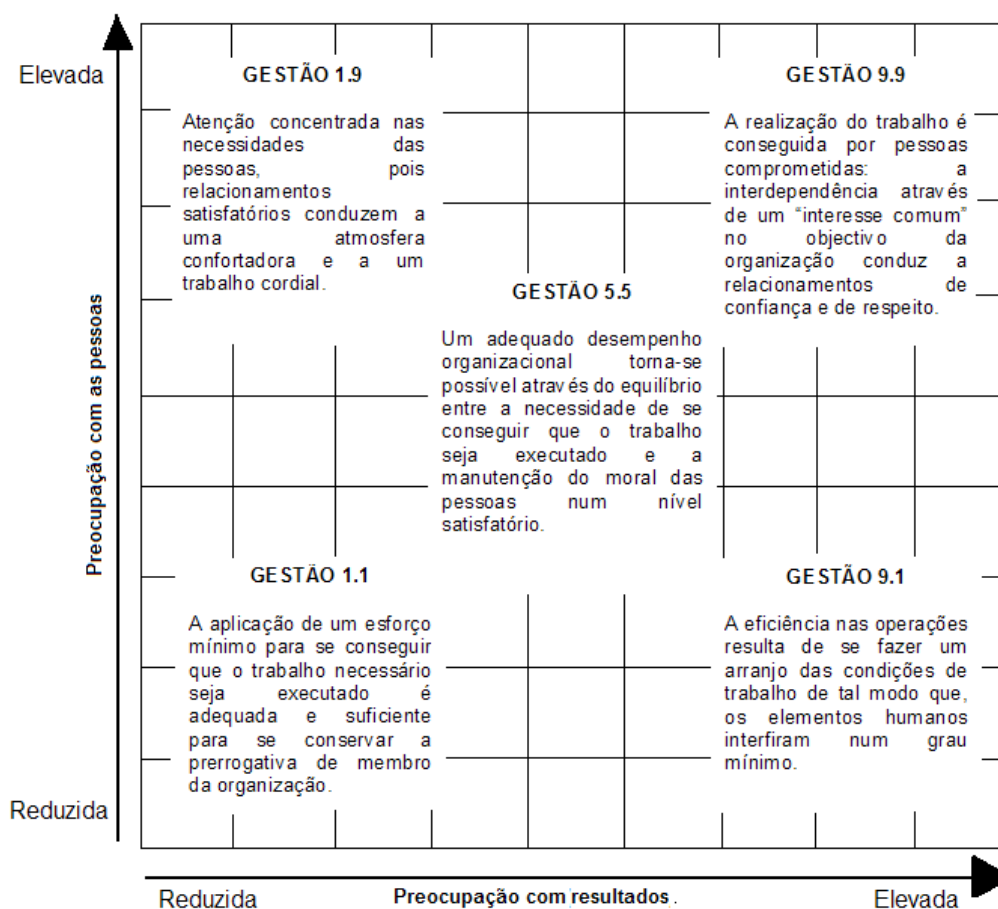 Elevada
GESTÃO 1.9
Atenção concentrada nas
necessidades das
pessoas, pois
relacionamentos
satisfatórios conduzem a
uma atmosfera
confortadora e a um
trabalho cordial.
GESTÃO 9.9
A realização do trabalho é
conseguida por pessoas
comprometidas: a
interdependência através
de um “interesse comum”
no objectivo da
organização conduz a
relacionamentos de
confiança e de respeito.
GESTÃO 5.5
Um adequado desempenho
organizacional torna-se
possível através do equilíbrio
entre a necessidade de se
conseguir que o trabalho
seja executado e a
manutenção do moral das
pessoas num nível
satisfatório.
Preocupação com as pessoas
GESTÃO 1.1
A aplicação de um esforço
mínimo para se conseguir
que o trabalho necessário
seja executado é
adequada e suficiente
para se conservar a
prerrogativa de membro
da organização.
GESTÃO 9.1
A eficiência nas operações
resulta de se fazer um
arranjo das condições de
trabalho de tal modo que,
os elementos humanos
interfiram num grau
mínimo.
Reduzida
Reduzida
Preocupação com resultados.
Elevada